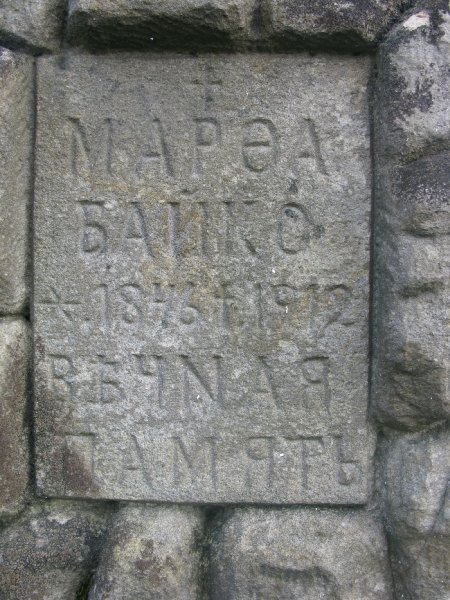 +
МАРѲА
БАЙКО
*.1846 †.1912
ВѢЧНАЯ
ПАМЯТЬ